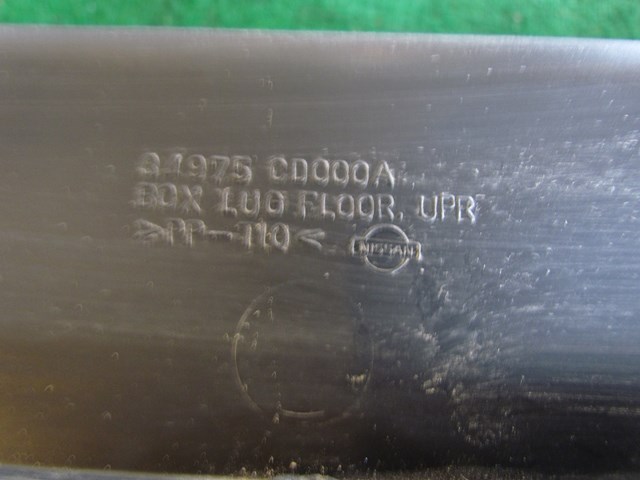 84975 CD000A
BOX LUG FLOOR, UPR
>PP-T10<
NISSAN